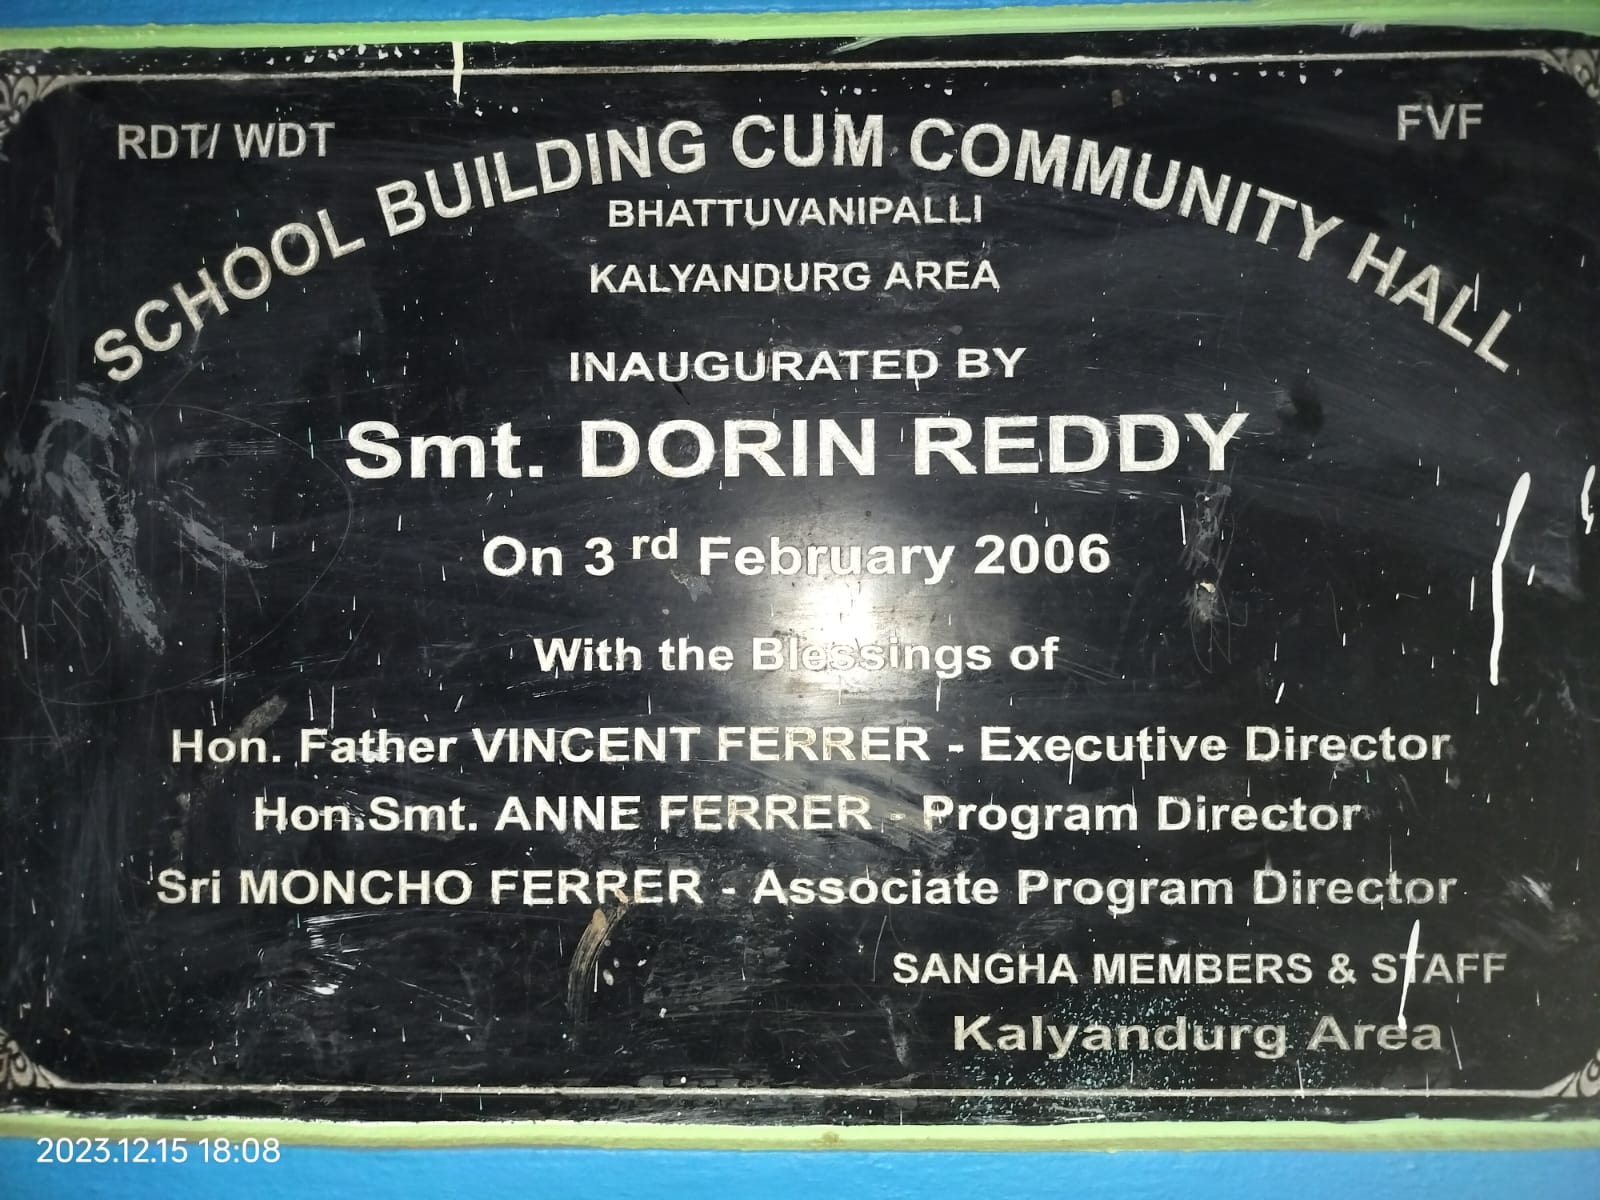 RDT/ WDT
FVF
SCHOOL BUILDING CUM COMMUNITY HALL
BHATTUVANIPALLI
KALYANDURG AREA
INAUGURATED BY
Smt. DORIN REDDY
On 3 rd February 2006
With the Blessings of
Hon. Father VINCENT FERRER - Executive Director
Hon.Smt. ANNE FERRER - Program Director
Sri MONCHO FERRER - Associate Program Director
SANGHA MEMBERS & STAFF
Kalyandurg Area
2023.12.15 18:08